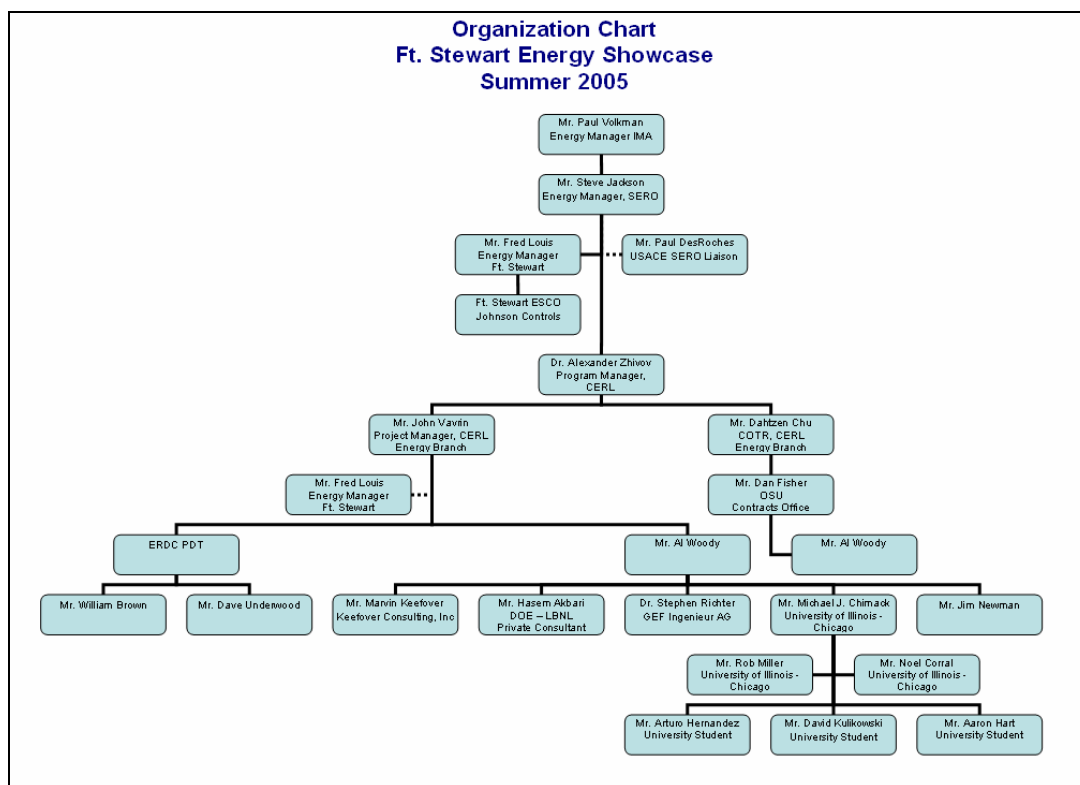 Organization Chart
Ft. Stewart Energy Showcase
Summer 2005
Mr. Paul Volkman
Energy Manager IMA
Mr. Steve Jackson
Energy Manager, SERO
Mr. Fred Louis
Energy Manager
Ft. Stewart
Mr. Paul DesRoches
USACE SERO Liaison
Ft. Stewart ESCO
Johnson Controls
Dr. Alexander Zhivov
Program Manager,
CERL
Mr. John Vavrin
Project Manager, CERL
Energy Branch
Mr. Dahtzen Chu
COTR, CERL
Energy Branch
Mr. Fred Louis
Energy Manager
Ft. Stewart
Mr. Dan Fisher
OSU
Contracts Office
ERDC PDT
Mr. Al Woody
Mr. Al Woody
Mr. William Brown
Mr. Dave Underwood
Mr. Marvin Keefover
Keefover Consulting, Inc
Mr. Hasem Akbari
DOE – LBNL
Private Consultant
Dr. Stephen Richter
GEF Ingenieur AG
Mr. Michael J. Chimack
University of Illinois -
Chicago
Mr. Jim Newman
Mr. Rob Miller
University of Illinois -
Chicago
Mr. Noel Corral
University of Illinois -
Chicago
Mr. Arturo Hernandez
University Student
Mr. David Kulikowski
University Student
Mr. Aaron Hart
University Student